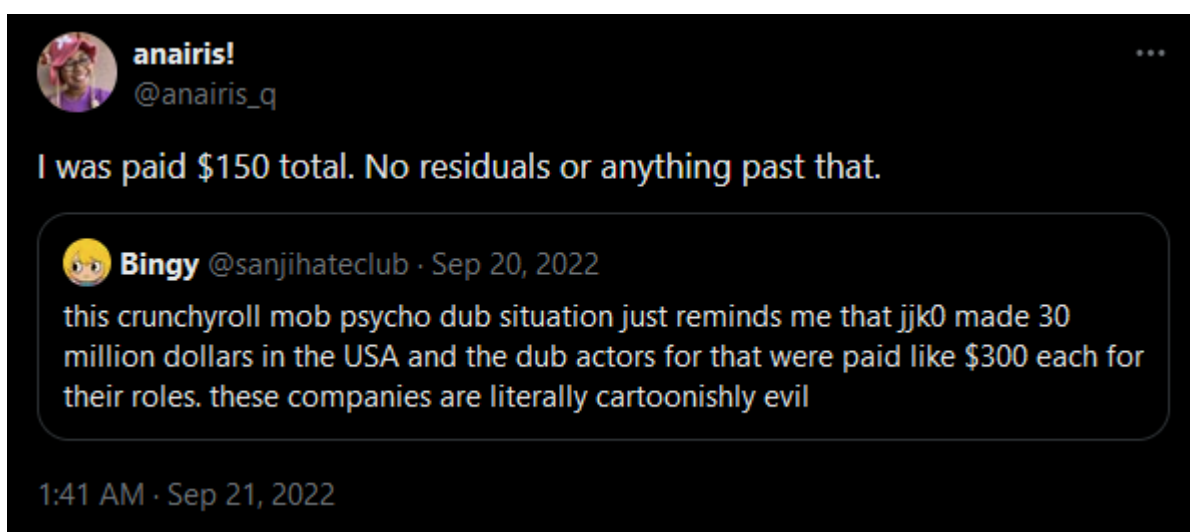 anairis!
@anairis_q
I was paid $150 total. No residuals or anything past that.
Bingy @sanjihateclub · Sep 20, 2022
this crunchyroll mob psycho dub situation just reminds me that jjk0 made 30
million dollars in the USA and the dub actors for that were paid like $300 each for
their roles. these companies are literally cartoonishly evil
1:41 AM · Sep 21, 2022